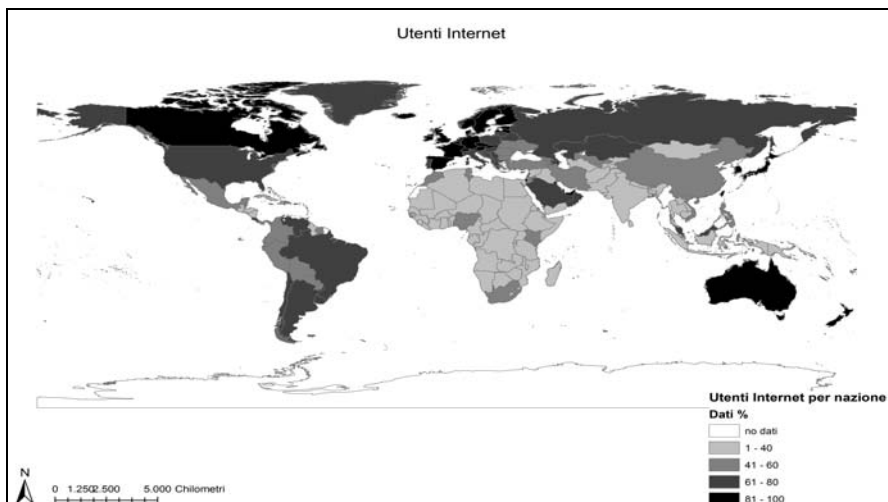 Utenti Internet
Utenti Internet per nazione
Dati %
no dati
1 - 40
41 - 60
61 - 80
81 - 100
N
0 1.2502.500 5.000 Chilometri